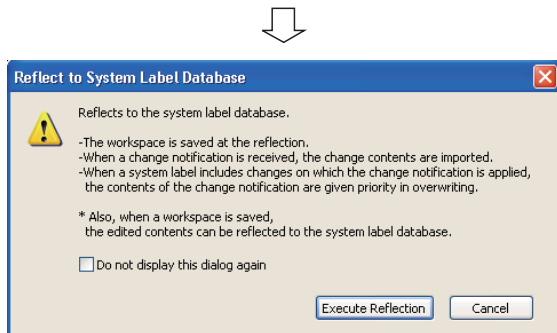 Reflect to System Label Database
Reflects to the system label database.
-The workspace is saved at the reflection.
-When a change notification is received, the change contents are imported.
-When a system label includes changes on which the change notification is applied,
the contents of the change notification are given priority in overwriting.
* Also, when a workspace is saved,
the edited contents can be reflected to the system label database.
Do not display this dialog again
Execute Reflection
Cancel